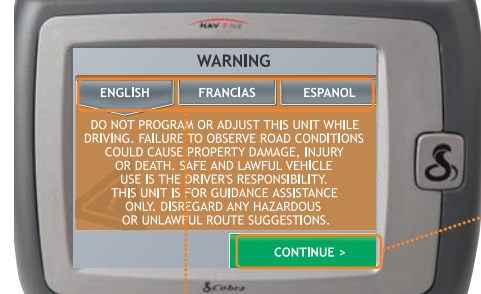 NAV ONE
WARNING
ENGLISH FRANCÍAS ESPANOL
DO NOT PROGRAM OR ADJUST THIS UNIT WHILE
DRIVING. FAILURE TO OBSERVE ROAD CONDITIONS
COULD CAUSE PROPERTY DAMAGE, INJURY
OR DEATH. SAFE AND LAWFUL VEHICLE
USE IS THE DRIVER'S RESPONSIBILITY.
THIS UNIT IS FOR GUIDANCE ASSISTANCE
ONLY. DISREGARD ANY HAZARDOUS
OR UNLAWFUL ROUTE SUGGESTIONS.
CONTINUE >
Cobra